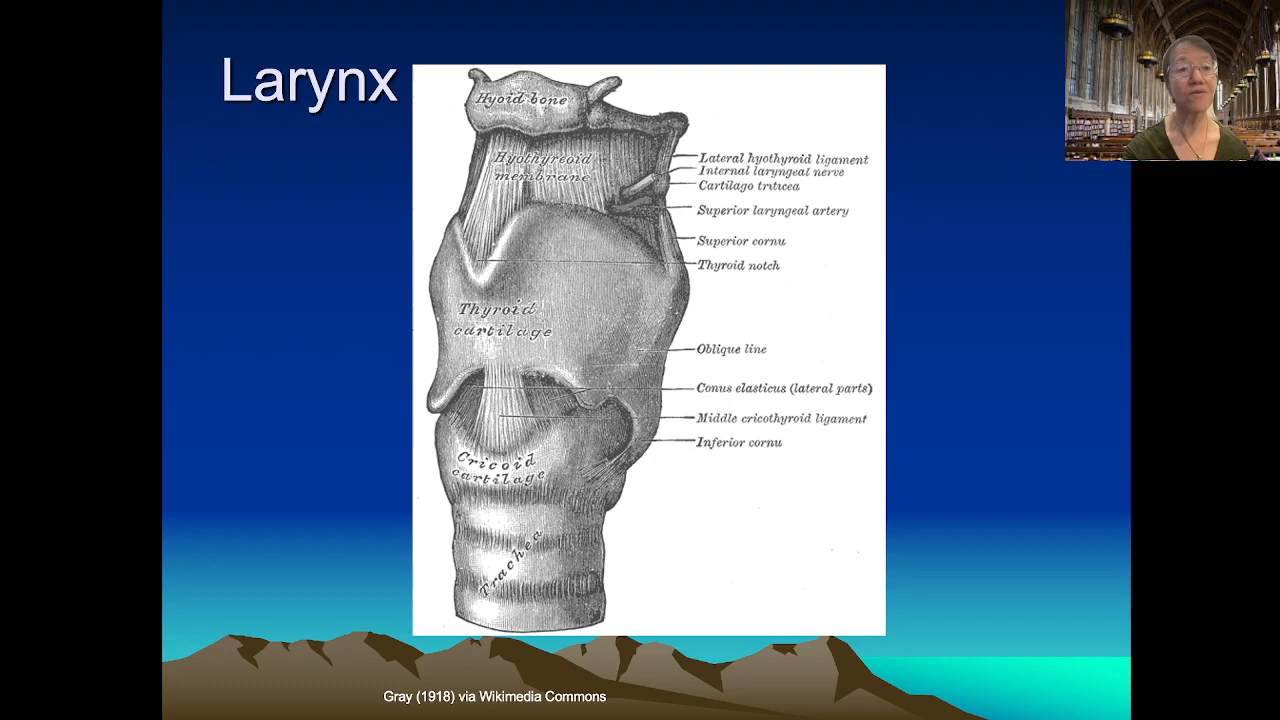 Larynx
Hyoid bone
Hyothyreoid
membrane
Lateral hyothyroid ligament
Internal laryngeal nerve
Cartilago triticea
Superior laryngeal artery
Superior cornu
Thyroid notch
Thyroid
cartilage
Oblique line
Conus elasticus (lateral parts)
Middle cricothyroid ligament
Inferior cornu
Cricoid
cartilage
Trachea
Gray (1918) via Wikimedia Commons